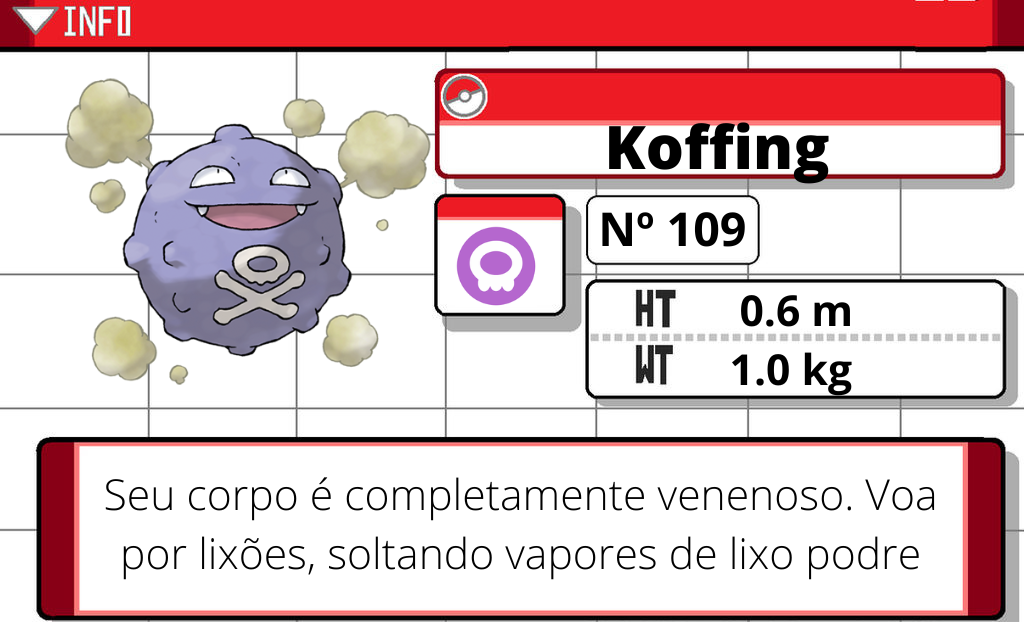 INFO
Koffing
Nº 109
HT 0.6 m
WT 1.0 kg
Seu corpo é completamente venenoso. Voa
por lixões, soltando vapores de lixo podre